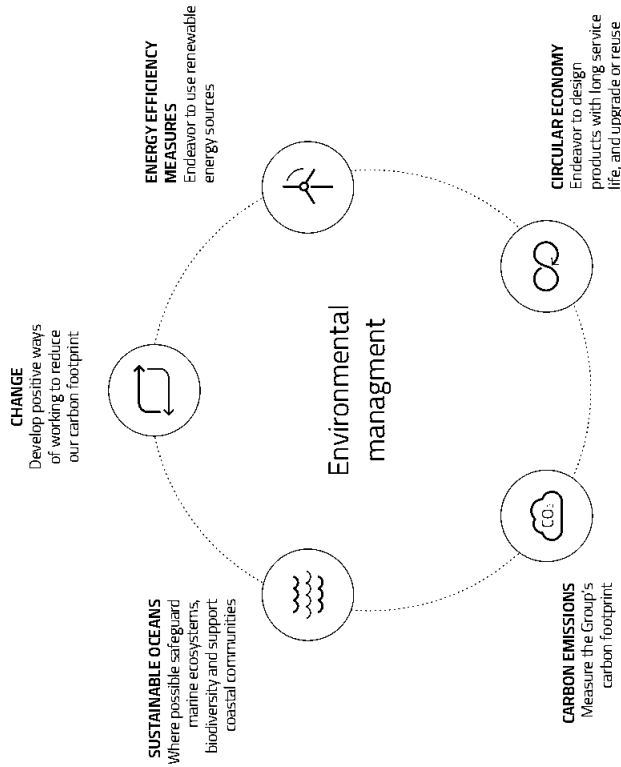 CHANGE
Develop positive ways
of working to reduce
our carbon footprint
ENERGY EFFICIENCY
MEASURES
Endeavor to use renewable
energy sources
CIRCULAR ECONOMY
Endeavor to design
products with long service
life, and upgrade or reuse
CARBON EMISSIONS
Measure the Group's
carbon footprint
SUSTAINABLE OCEANS
Where possible safeguard
marine ecosystems,
biodiversity and support
coastal communities
Environmental
managment
CO₂